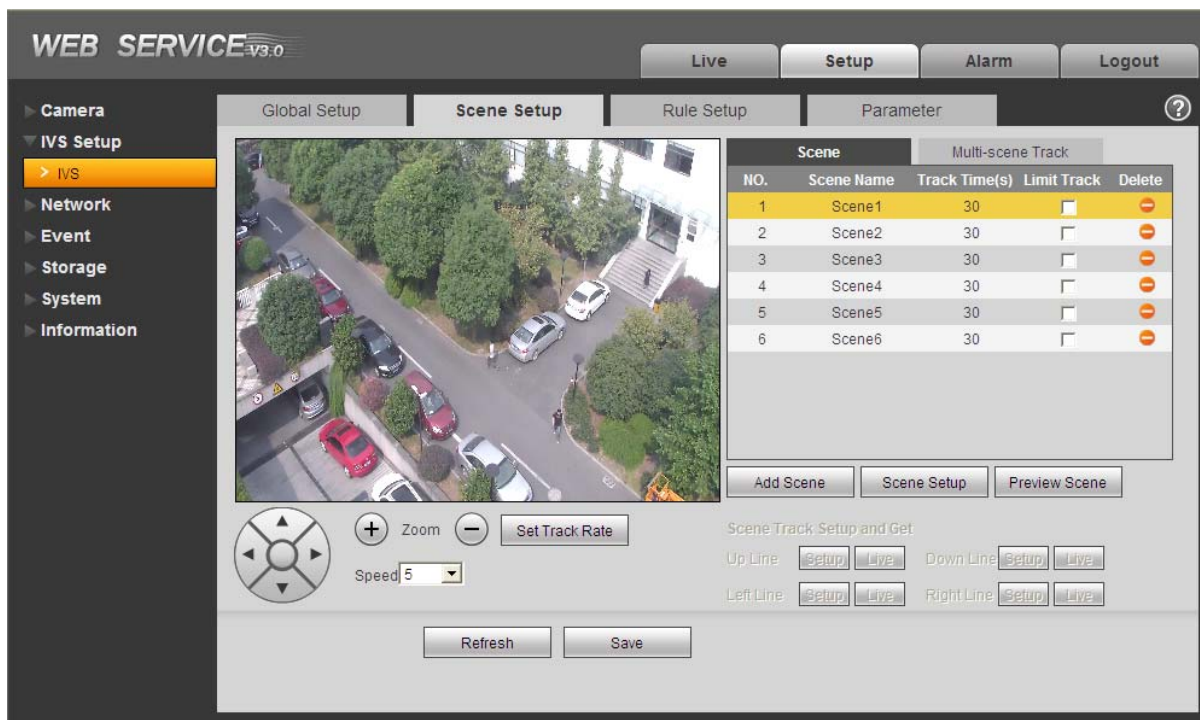 WEB SERVICE V3.0
Live Setup Alarm Logout
Camera
IVS Setup
> IVS
Network
Event
Storage
System
Information
Global Setup Scene Setup Rule Setup Parameter ?
Scene Multi-scene Track
NO. Scene Name Track Time(s) Limit Track Delete
1 Scene1 30
2 Scene2 30
3 Scene3 30
4 Scene4 30
5 Scene5 30
6 Scene6 30
Add Scene Scene Setup Preview Scene
Zoom Set Track Rate
Speed 5
Scene Track Setup and Get
Up Line Setup Live Down Line Setup Live
Left Line Setup Live Right Line Setup Live
Refresh Save